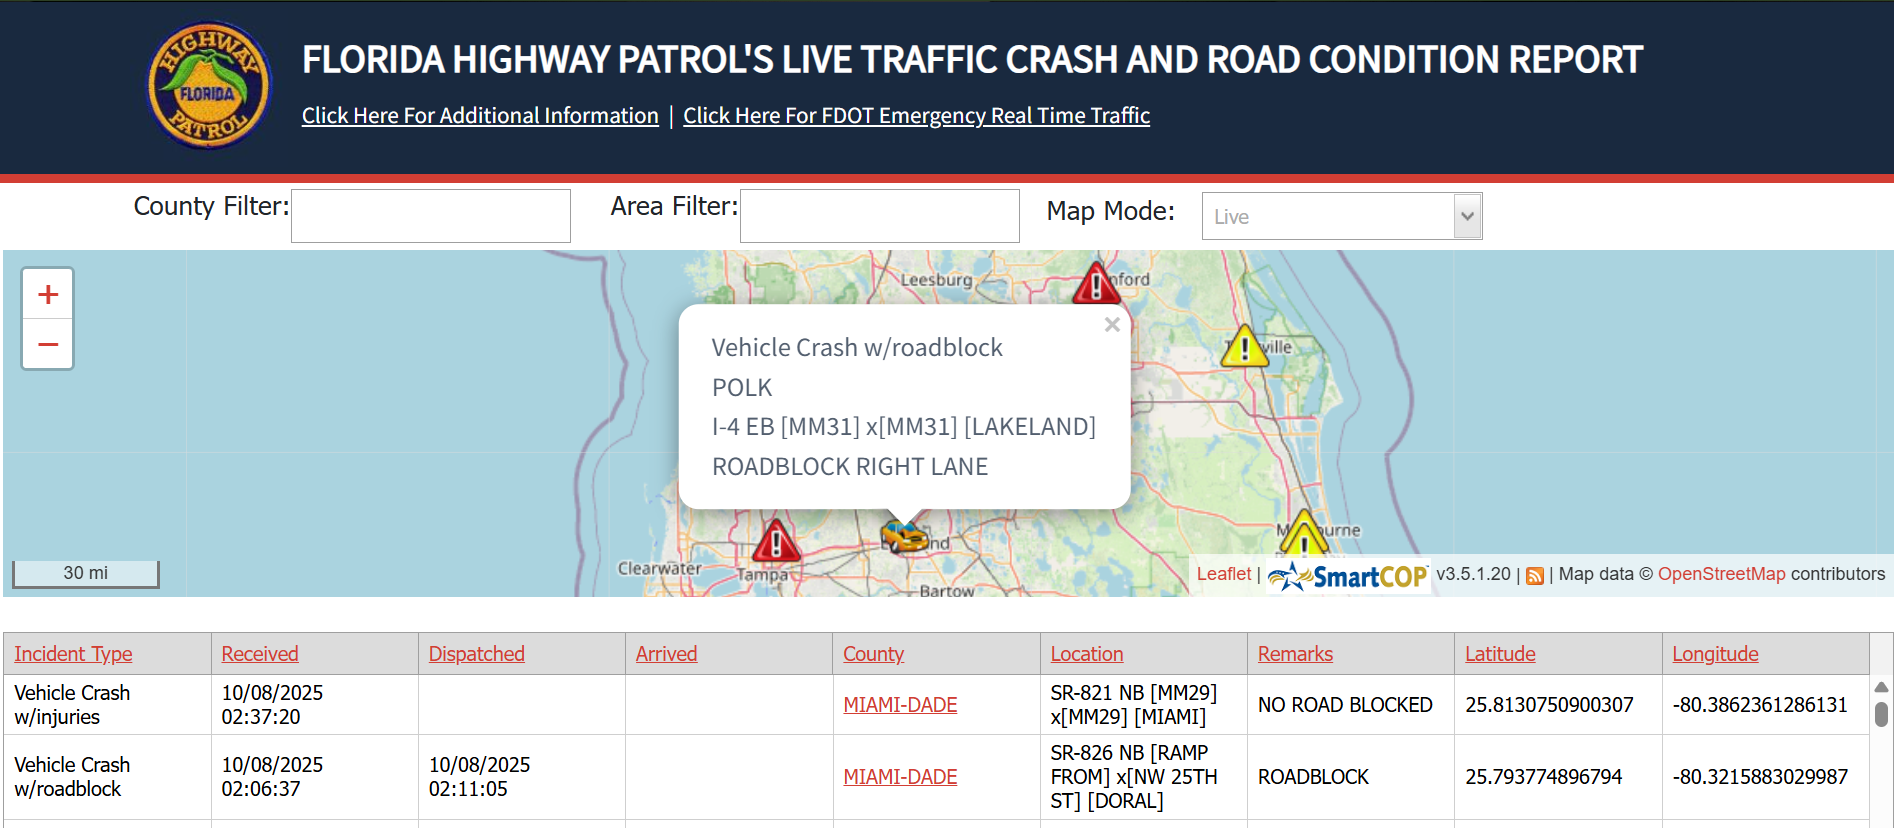 HIGHWAY
FLORIDA
PATROL
FLORIDA HIGHWAY PATROL'S LIVE TRAFFIC CRASH AND ROAD CONDITION REPORT
Click Here For Additional Information | Click Here For FDOT Emergency Real Time Traffic
County Filter: Area Filter: Map Mode: Live
+
−
Leesburg
nford
ville
×
Vehicle Crash w/roadblock
POLK
I-4 EB [MM31] x[MM31] [LAKELAND]
ROADBLOCK RIGHT LANE
M urne
nd
Clearwater
Tampa
Bartow
30 mi
Leaflet | SmartCOP v3.5.1.20 | | Map data © OpenStreetMap contributors
Incident Type Received Dispatched Arrived County Location Remarks Latitude Longitude
Vehicle Crash w/injuries 10/08/2025 02:37:20 MIAMI-DADE SR-821 NB [MM29] x[MM29] [MIAMI] NO ROAD BLOCKED 25.8130750900307 -80.3862361286131
Vehicle Crash w/roadblock 10/08/2025 02:06:37 10/08/2025 02:11:05 MIAMI-DADE SR-826 NB [RAMP FROM] x[NW 25TH ST] [DORAL] ROADBLOCK 25.793774896794 -80.3215883029987